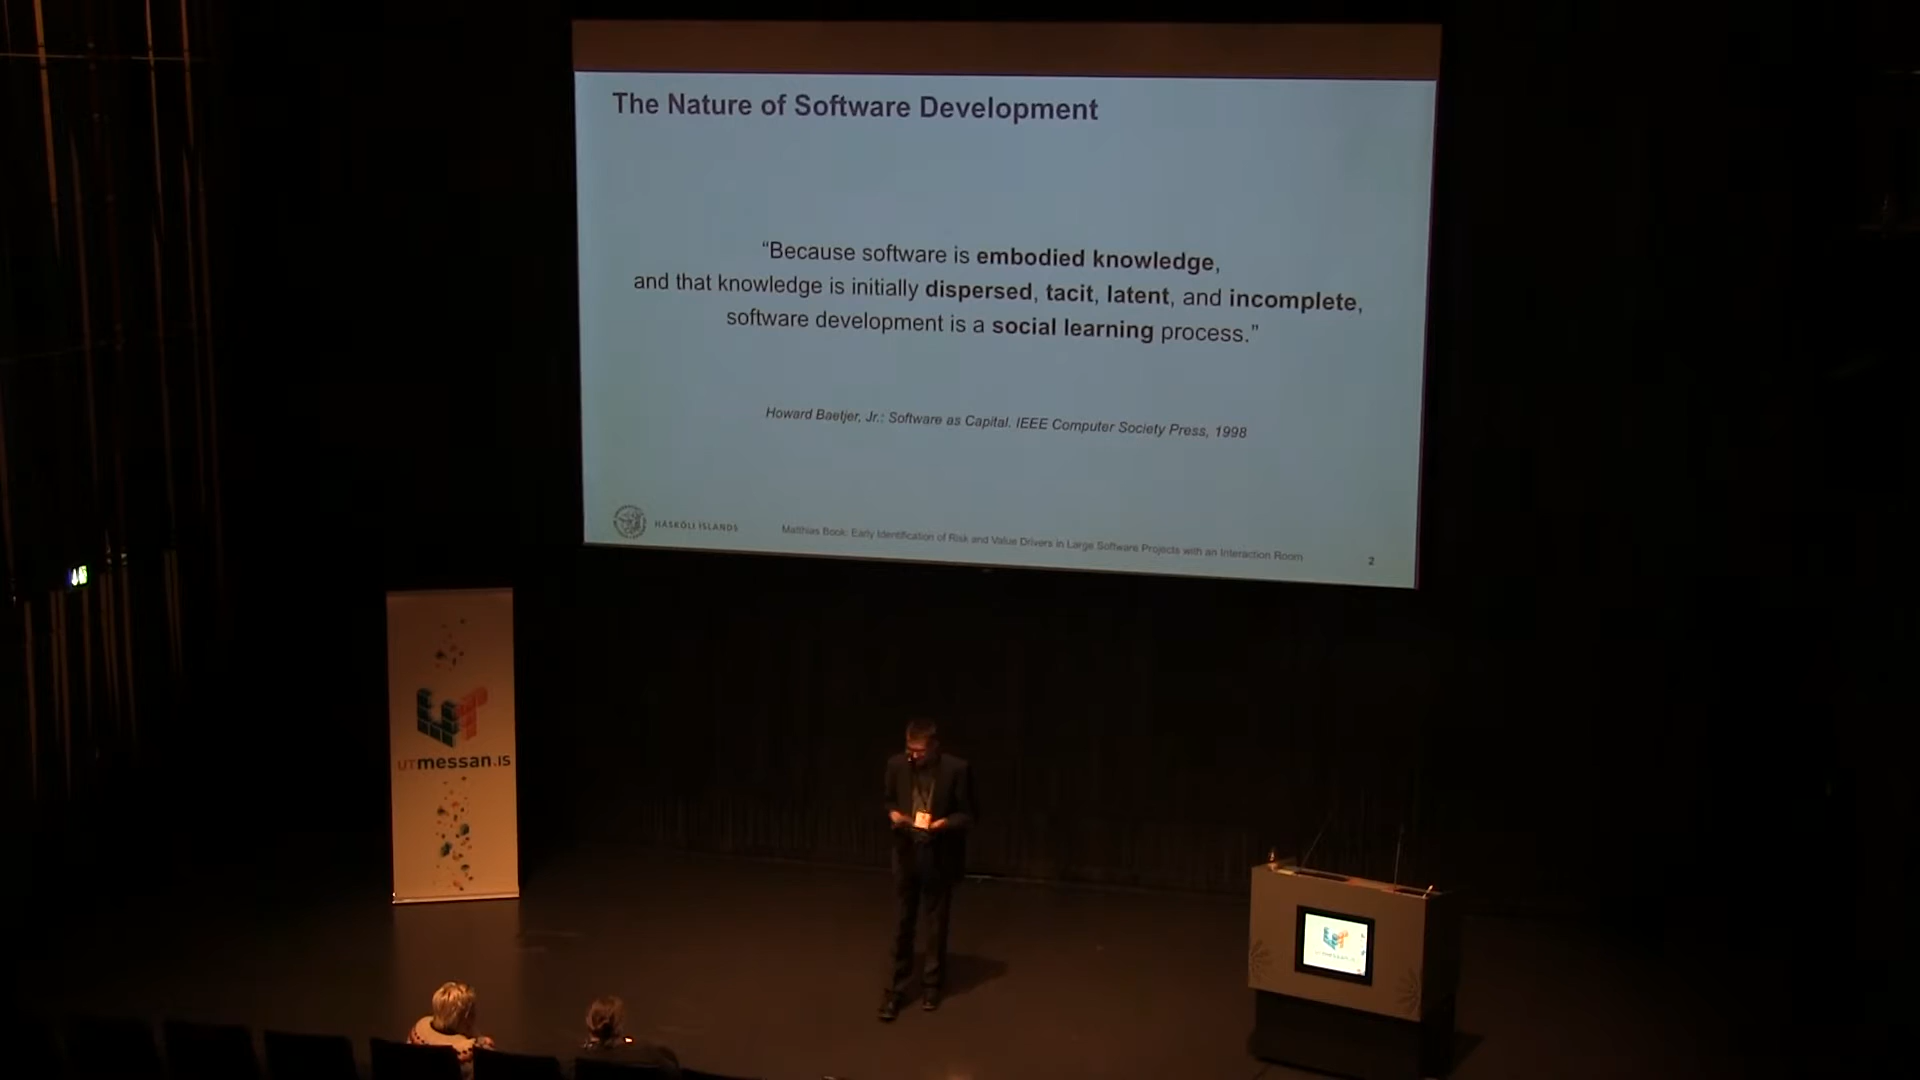 The Nature of Software Development
“Because software is embodied knowledge,
and that knowledge is initially dispersed, tacit, latent, and incomplete,
software development is a social learning process.”
Howard Baetjer, Jr.: Software as Capital. IEEE Computer Society Press, 1998
HÁSKÓLI ÍSLANDS
Matthias Book: Early Identification of Risk and Value Drivers in Large Software Projects with an Interaction Room
2
UT
UTmessan.IS